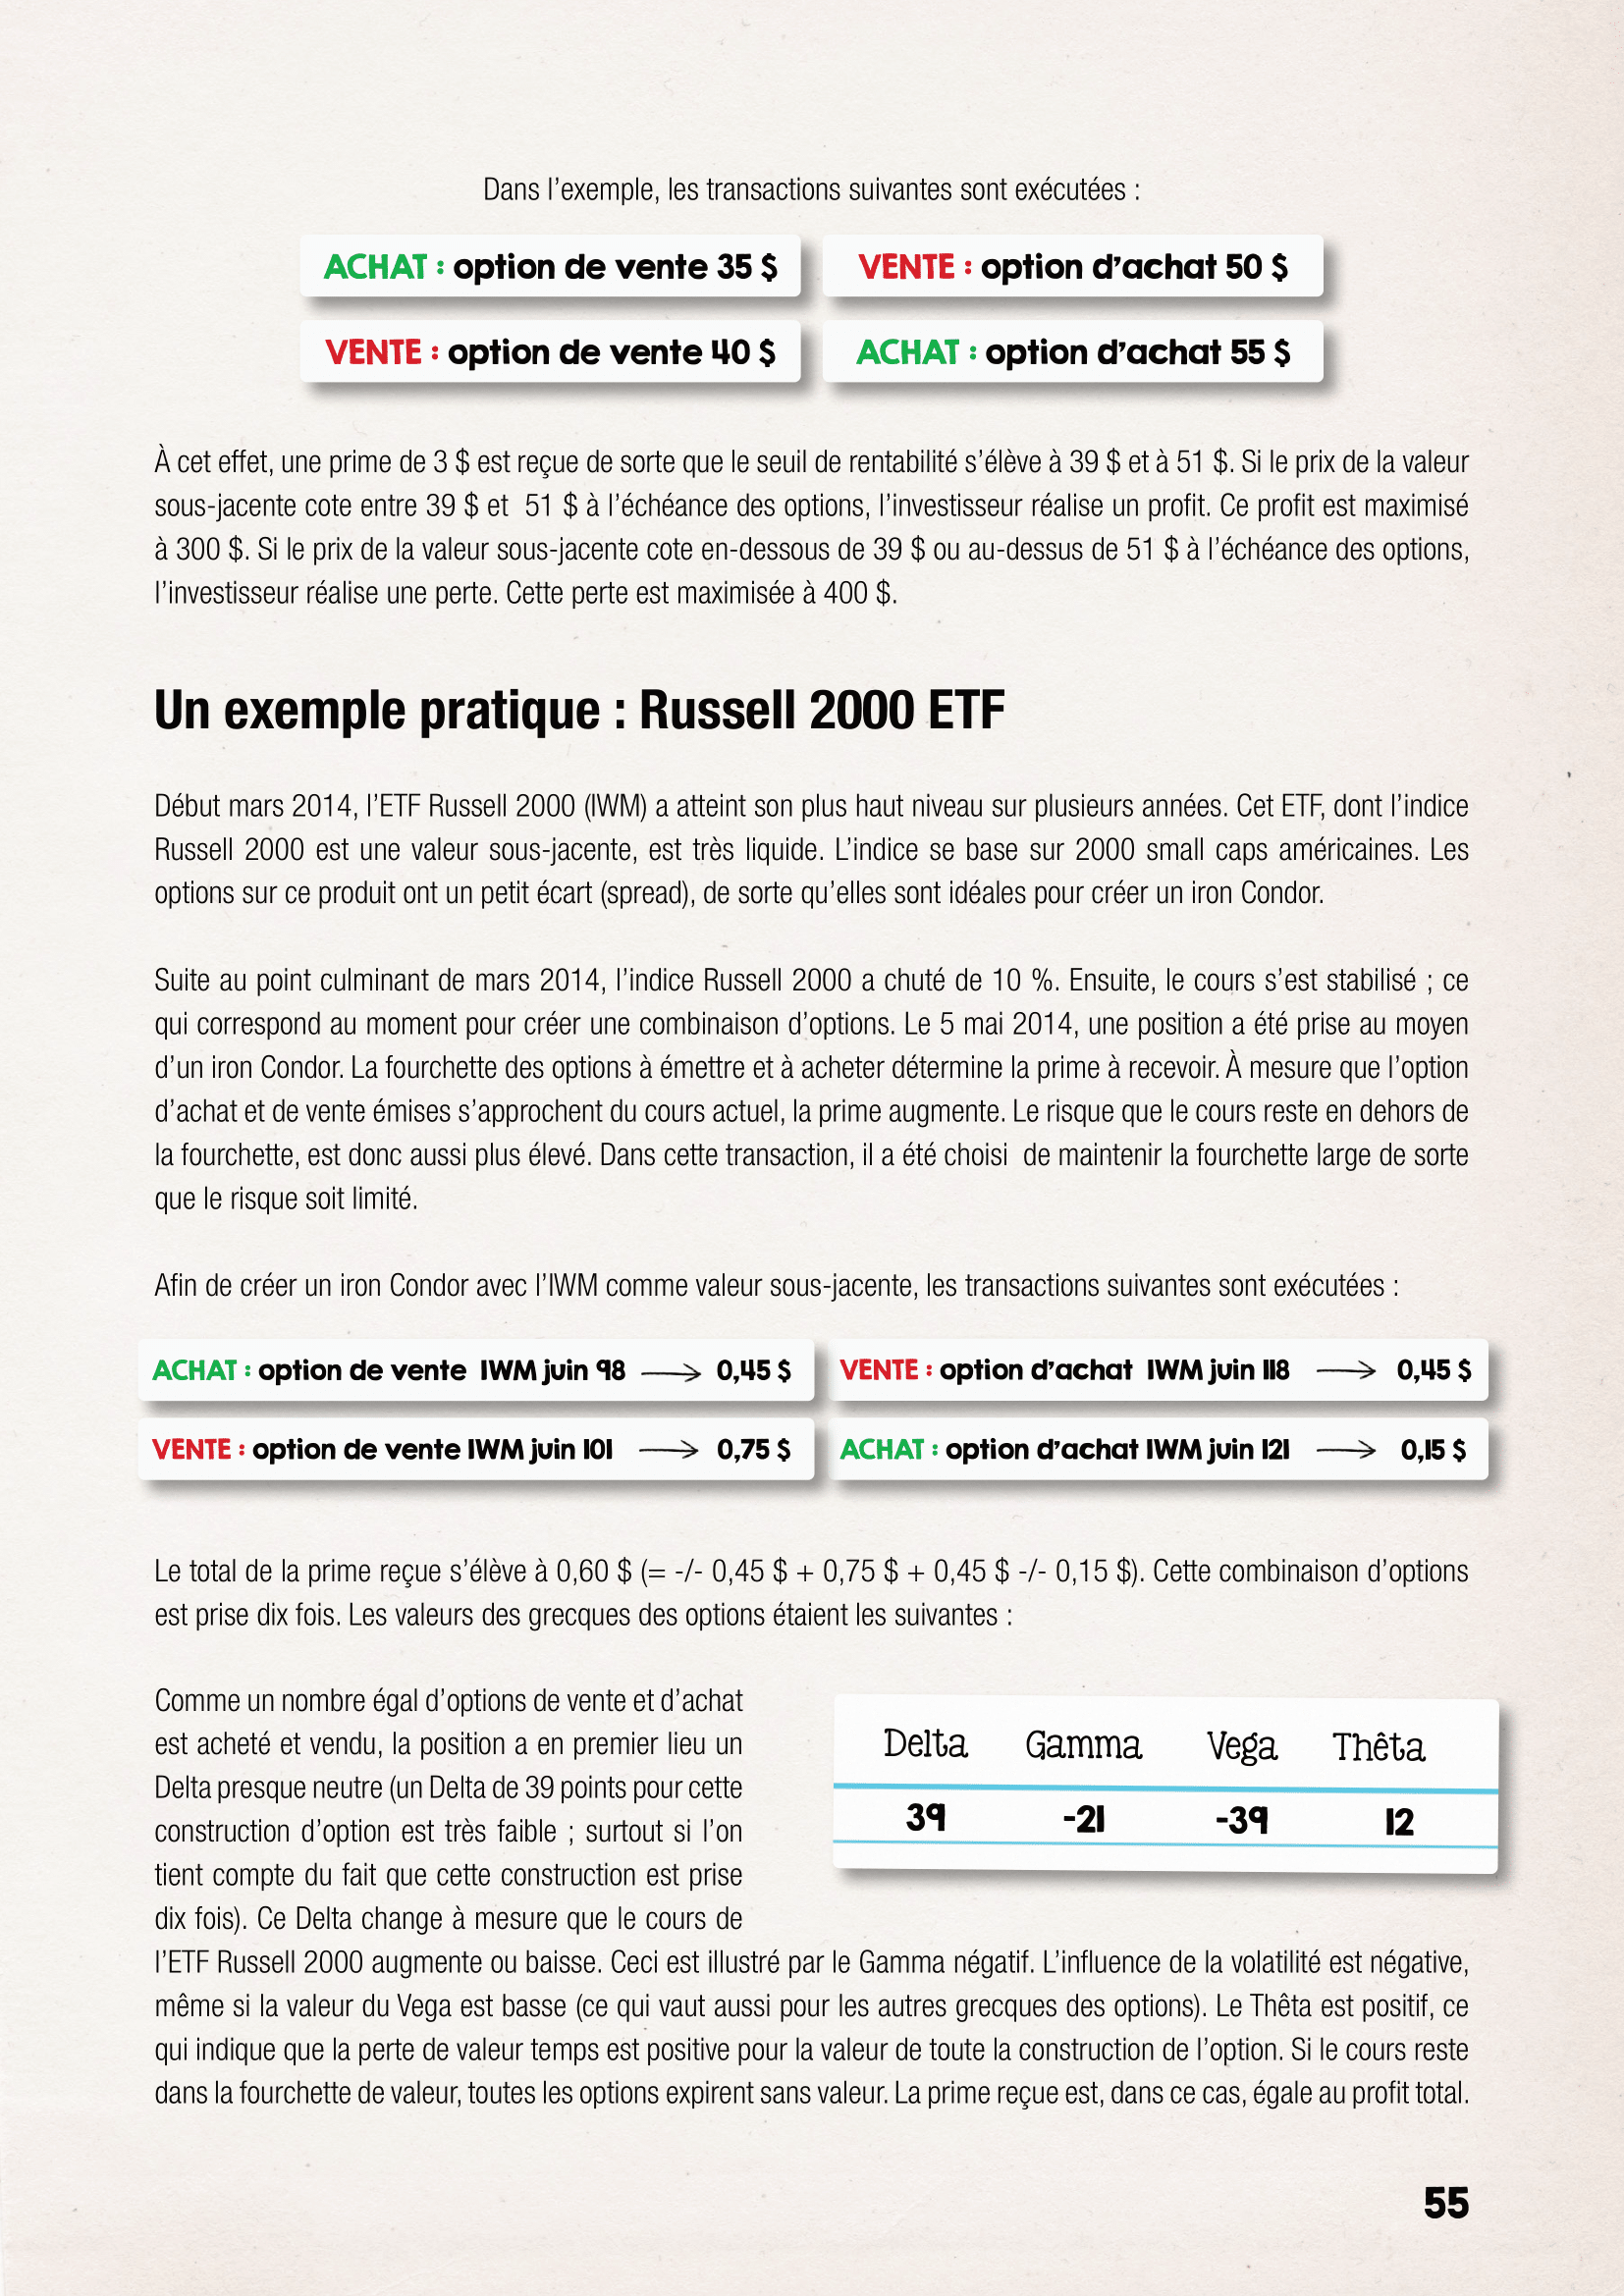 Dans l’exemple, les transactions suivantes sont exécutées :
ACHAT : option de vente 35 $
VENTE : option d’achat 50 $
VENTE : option de vente 40 $
ACHAT : option d’achat 55 $
À cet effet, une prime de 3 $ est reçue de sorte que le seuil de rentabilité s’élève à 39 $ et à 51 $. Si le prix de la valeur
sous-jacente cote entre 39 $ et 51 $ à l’échéance des options, l’investisseur réalise un profit. Ce profit est maximisé
à 300 $. Si le prix de la valeur sous-jacente cote en-dessous de 39 $ ou au-dessus de 51 $ à l’échéance des options,
l’investisseur réalise une perte. Cette perte est maximisée à 400 $.
Un exemple pratique : Russell 2000 ETF
Début mars 2014, l’ETF Russell 2000 (IWM) a atteint son plus haut niveau sur plusieurs années. Cet ETF, dont l’indice
Russell 2000 est une valeur sous-jacente, est très liquide. L’indice se base sur 2000 small caps américaines. Les
options sur ce produit ont un petit écart (spread), de sorte qu’elles sont idéales pour créer un iron Condor.
Suite au point culminant de mars 2014, l’indice Russell 2000 a chuté de 10 %. Ensuite, le cours s’est stabilisé ; ce
qui correspond au moment pour créer une combinaison d’options. Le 5 mai 2014, une position a été prise au moyen
d’un iron Condor. La fourchette des options à émettre et à acheter détermine la prime à recevoir. À mesure que l’option
d’achat et de vente émises s’approchent du cours actuel, la prime augmente. Le risque que le cours reste en dehors de
la fourchette, est donc aussi plus élevé. Dans cette transaction, il a été choisi de maintenir la fourchette large de sorte
que le risque soit limité.
Afin de créer un iron Condor avec l’IWM comme valeur sous-jacente, les transactions suivantes sont exécutées :
ACHAT : option de vente IWM juin 98 → 0,45 $
VENTE : option d’achat IWM juin 118 → 0,45 $
VENTE : option de vente IWM juin 101 → 0,75 $
ACHAT : option d’achat IWM juin 121 → 0,15 $
Le total de la prime reçue s’élève à 0,60 $ (= -/- 0,45 $ + 0,75 $ + 0,45 $ -/- 0,15 $). Cette combinaison d’options
est prise dix fois. Les valeurs des grecques des options étaient les suivantes :
Comme un nombre égal d’options de vente et d’achat
est acheté et vendu, la position a en premier lieu un
Delta presque neutre (un Delta de 39 points pour cette
construction d’option est très faible ; surtout si l’on
tient compte du fait que cette construction est prise
dix fois). Ce Delta change à mesure que le cours de
Delta Gamma Vega Thêta
39 -21 -39 12
l’ETF Russell 2000 augmente ou baisse. Ceci est illustré par le Gamma négatif. L’influence de la volatilité est négative,
même si la valeur du Vega est basse (ce qui vaut aussi pour les autres grecques des options). Le Thêta est positif, ce
qui indique que la perte de valeur temps est positive pour la valeur de toute la construction de l’option. Si le cours reste
dans la fourchette de valeur, toutes les options expirent sans valeur. La prime reçue est, dans ce cas, égale au profit total.
55